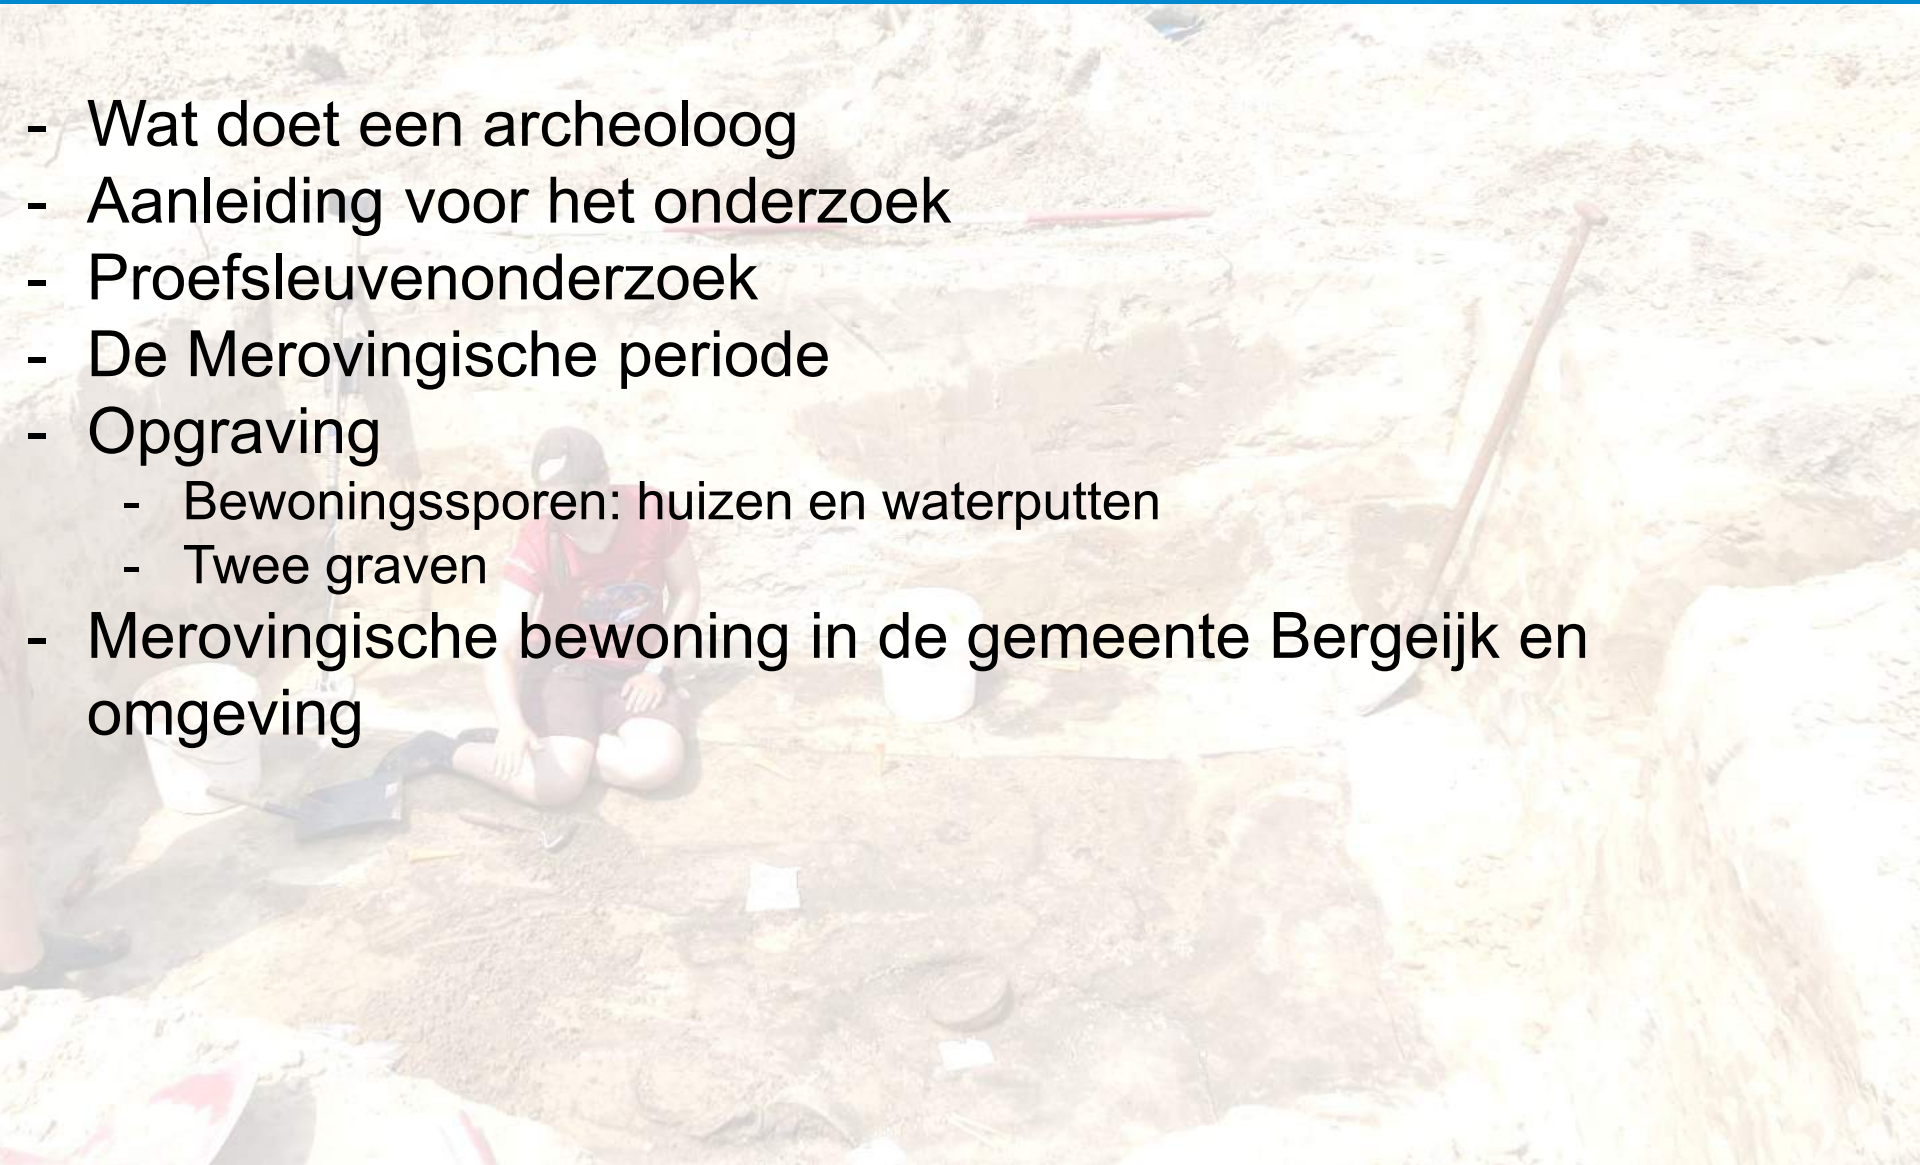 - Wat doet een archeoloog
- Aanleiding voor het onderzoek
- Proefsleuvenonderzoek
- De Merovingische periode
- Opgraving
- Bewoningssporen: huizen en waterputten
- Twee graven
- Merovingische bewoning in de gemeente Bergeijk en
omgeving